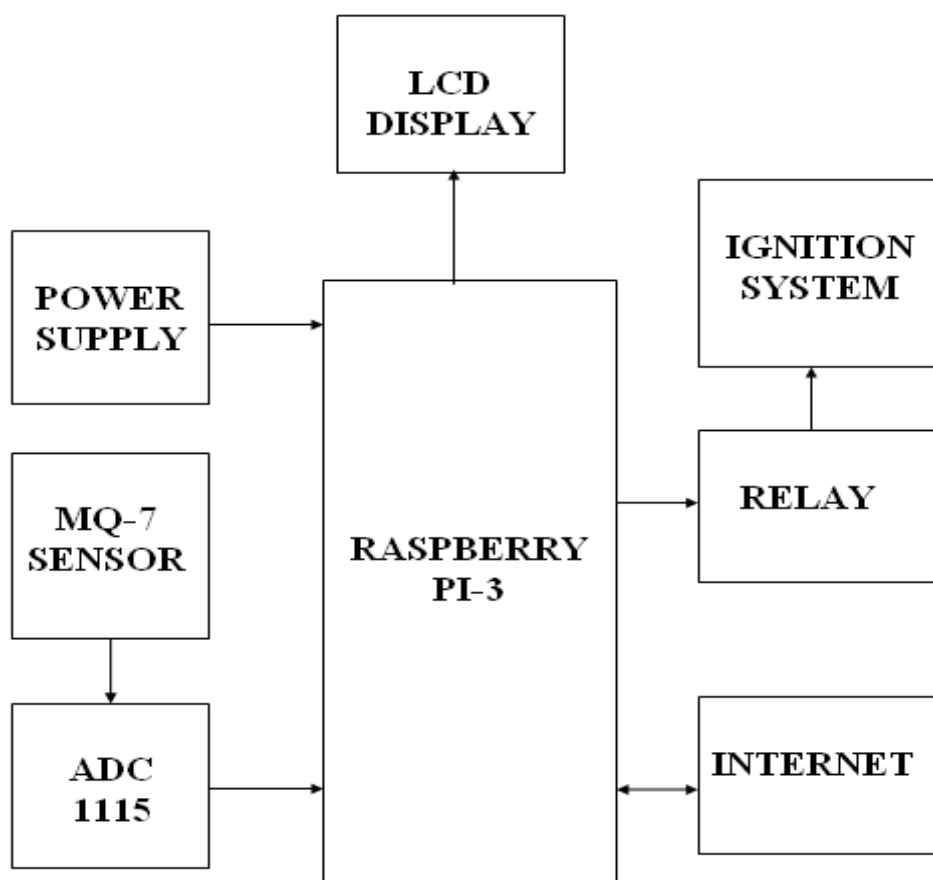 LCD
DISPLAY
POWER
SUPPLY
IGNITION
SYSTEM
MQ-7
SENSOR
RASPBERRY
PI-3
RELAY
ADC
1115
INTERNET